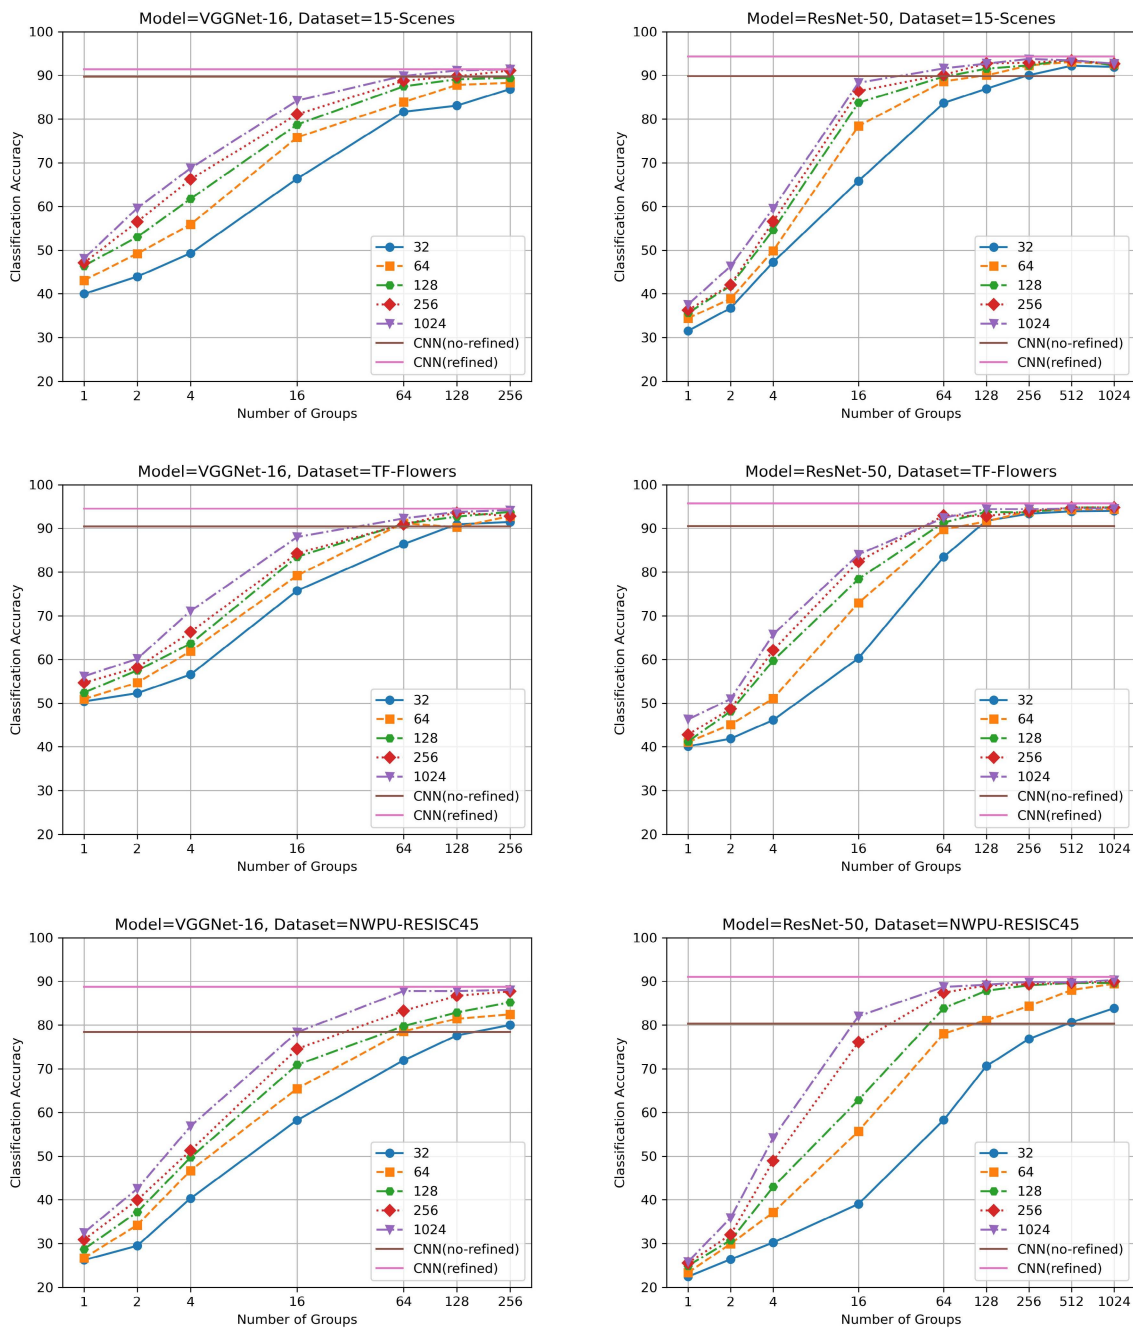 Model=VGGNet-16, Dataset=15-Scenes
Classification Accuracy
100
90
80
70
60
50
40
30
20
1 2 4 16 64 128 256
Number of Groups
32
64
128
256
1024
CNN(no-refined)
CNN(refined)
Model=ResNet-50, Dataset=15-Scenes
Classification Accuracy
100
90
80
70
60
50
40
30
20
1 2 4 16 64 128 256 512 1024
Number of Groups
32
64
128
256
1024
CNN(no-refined)
CNN(refined)
Model=VGGNet-16, Dataset=TF-Flowers
Classification Accuracy
100
90
80
70
60
50
40
30
20
1 2 4 16 64 128 256
Number of Groups
32
64
128
256
1024
CNN(no-refined)
CNN(refined)
Model=ResNet-50, Dataset=TF-Flowers
Classification Accuracy
100
90
80
70
60
50
40
30
20
1 2 4 16 64 128 256 512 1024
Number of Groups
32
64
128
256
1024
CNN(no-refined)
CNN(refined)
Model=VGGNet-16, Dataset=NWPU-RESISC45
Classification Accuracy
100
90
80
70
60
50
40
30
20
1 2 4 16 64 128 256
Number of Groups
32
64
128
256
1024
CNN(no-refined)
CNN(refined)
Model=ResNet-50, Dataset=NWPU-RESISC45
Classification Accuracy
100
90
80
70
60
50
40
30
20
1 2 4 16 64 128 256 512 1024
Number of Groups
32
64
128
256
1024
CNN(no-refined)
CNN(refined)